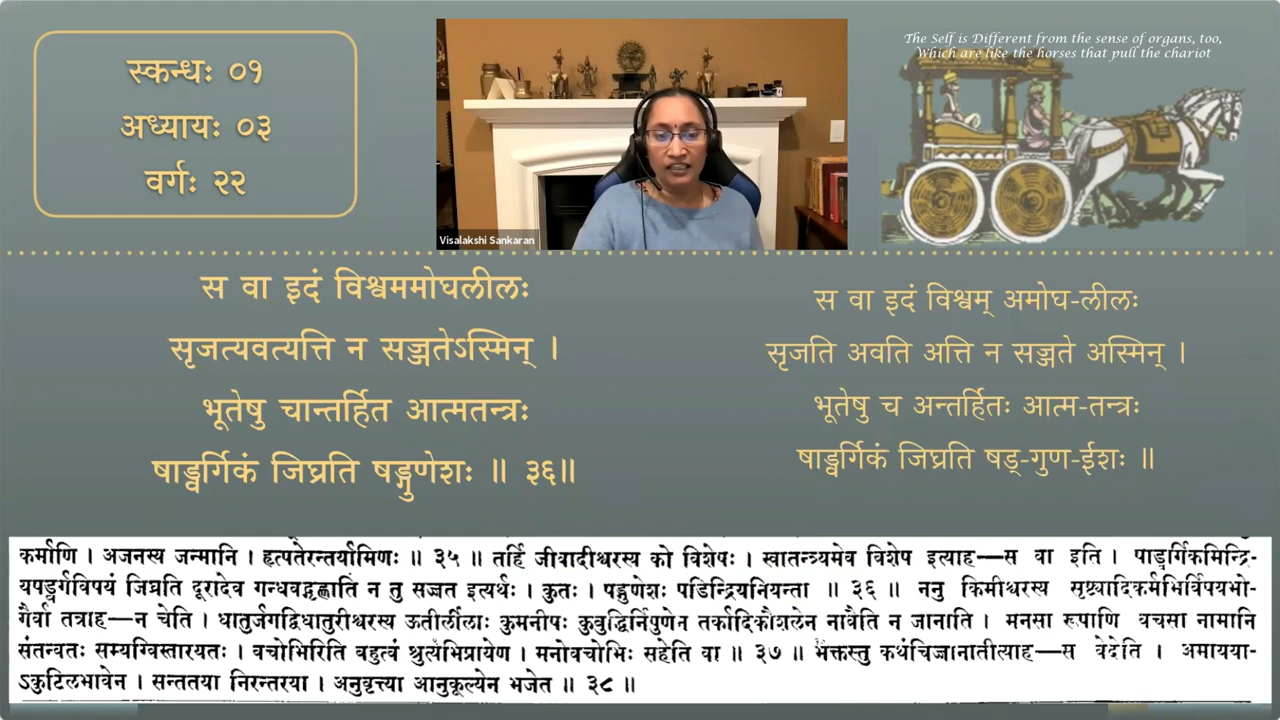 स्कन्धः ०१
अध्यायः ०३
वर्गः २२
Visalakshi Sankaran
The Self is Different from the sense of organs, too,
Which are like the horses that pull the chariot
स वा इदं विश्वममोघलीलः
सृजत्यवत्यत्ति न सज्जतेऽस्मिन् ।
भूतेषु चान्तर्हित आत्मतन्त्रः
षाड्वर्गिकं जिघ्रति षड्गुणेशः ॥ ३६॥
स वा इदं विश्वम् अमोघ-लीलः
सृजति अवति अत्ति न सज्जते अस्मिन् ।
भूतेषु च अन्तर्हितः आत्म-तन्त्रः
षाड्वर्गिकं जिघ्रति षड्-गुण-ईशः ॥
कर्माणि । अजनस्य जन्मानि । हृत्पतेरन्तर्यामिणः ॥ ३५ ॥ तर्हि जीवादीश्वरस्य को विशेषः । स्वातन्त्र्यमेव विशेष इत्याह—स वा इति । षाड्वर्गिकमिन्द्रि-
यषड्वर्गविषयं जिघ्रति दूरादेव गन्धवद्गृह्णाति न तु सज्जत इत्यर्थः । कुतः । षड्गुणेशः षडिन्द्रियनियन्ता ॥ ३६ ॥ ननु किमीश्वरस्य सृष्ट्यादिकर्मभिर्विषयभो-
गैर्वा तत्राह—न चेति । धातुर्जगद्विधातुरीश्वरस्य ऊतीर्लीलाः कुमनीषः कुबुद्धिर्निपुणेन तर्कादिकौशलेन नावैति न जानाति । मनसा रूपाणि वचसा नामानि
संतन्वतः सम्यग्विस्तारयतः । वचोभिरिति बहुत्वं श्रुत्यभिप्रायेण । मनोवचोभिः सहेति वा ॥ ३७ ॥ भक्तस्तु कथंचिज्जानातीत्याह—स वेदेति । अमायया-
ऽकुटिलभावेन । सन्ततया निरन्तरया । अनुवृत्त्या आनुकूल्येन भजेत ॥ ३८ ॥